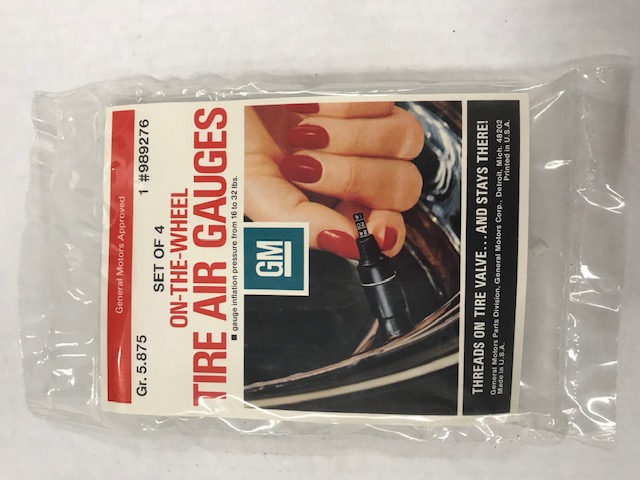 General Motors Approved
Gr. 5.875 1 #989276
SET OF 4
ON-THE-WHEEL
TIRE AIR GAUGES
■ gauge inflation pressure from 16 to 32 lbs.
GM
THREADS ON TIRE VALVE...AND STAYS THERE!
General Motors Parts Division, General Motors Corp., Detroit, Mich. 48202
Made in U.S.A. Printed in U.S.A.